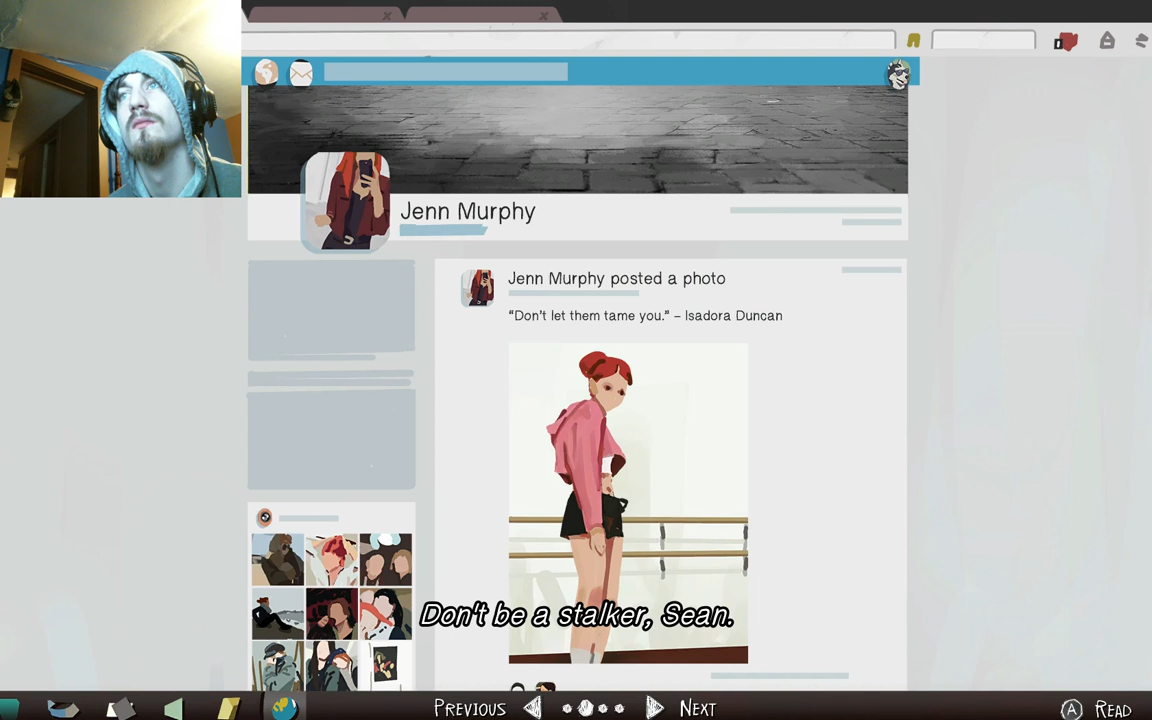 Jenn Murphy
Jenn Murphy posted a photo
“Don't let them tame you.” – Isadora Duncan
Don't be a stalker, Sean.
Previous Next
A Read